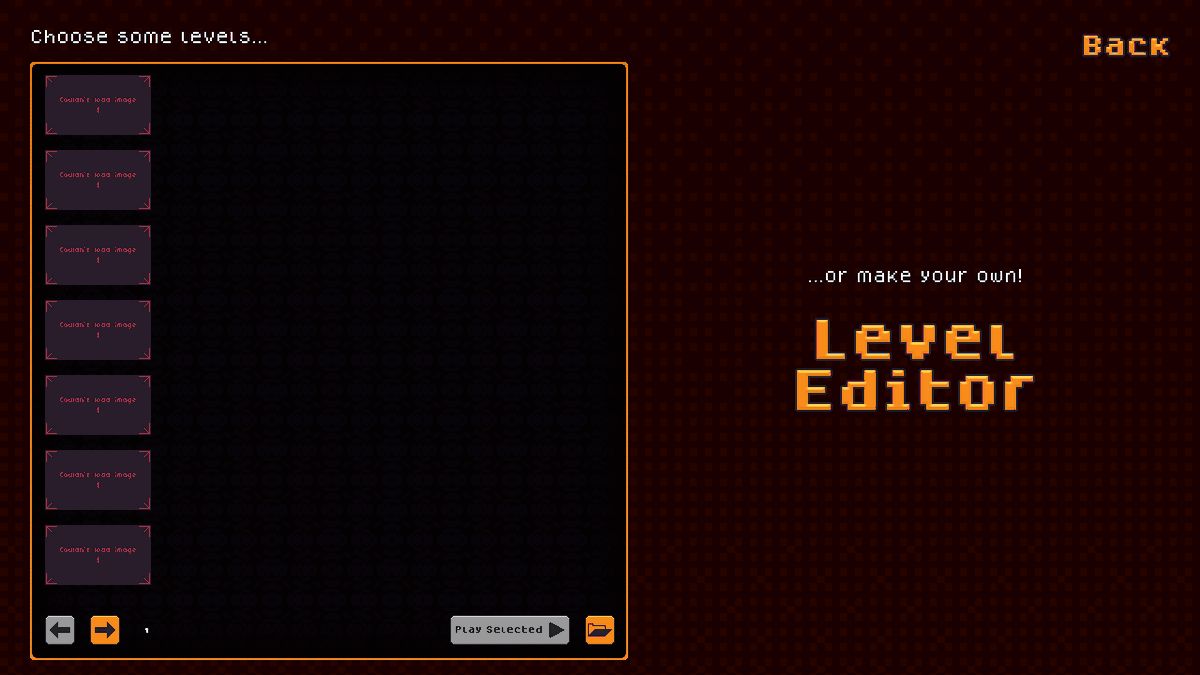 Choose some levels...
Back
Couldn't load image
:(
Couldn't load image
:(
Couldn't load image
:(
Couldn't load image
:(
Couldn't load image
:(
Couldn't load image
:(
Couldn't load image
:(
...or make your own!
Level
Editor
1
Play Selected